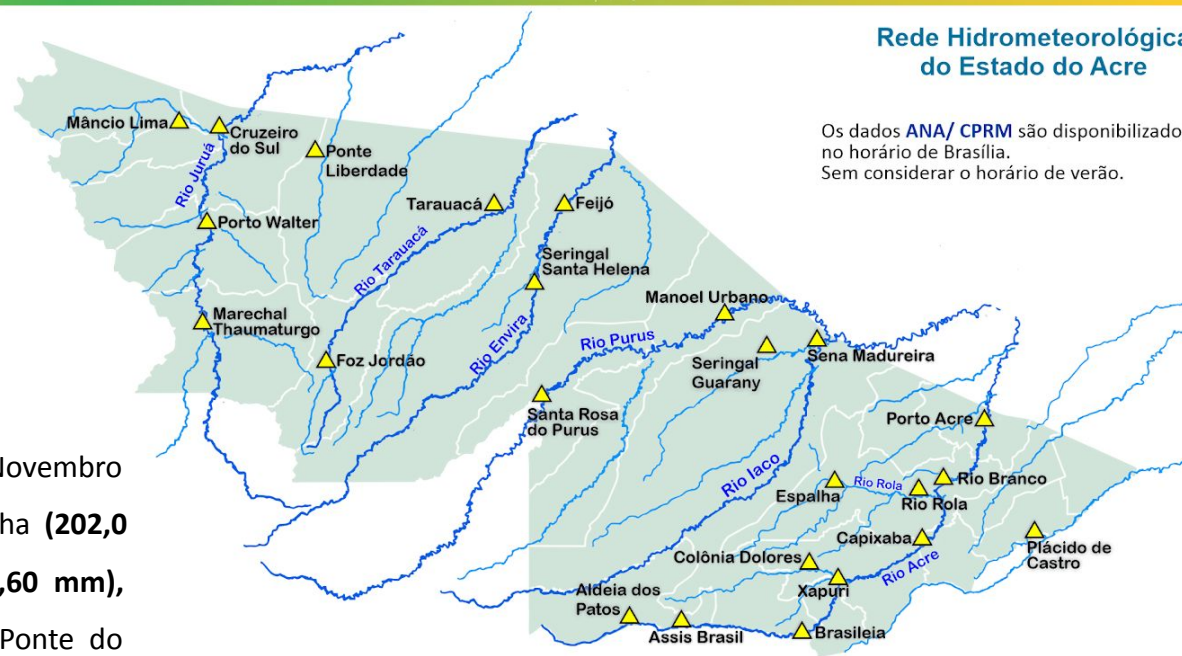 Rede Hidrometeorológica
do Estado do Acre
Os dados ANA/ CPRM são disponibilizado
no horário de Brasília.
Sem considerar o horário de verão.
Mâncio Lima
Cruzeiro
do Sul
Ponte
Liberdade
Rio Juruá
Porto Walter
Tarauacá
Feijó
Rio Tarauacá
Seringal
Santa Helena
Marechal
Thaumaturgo
Foz Jordão
Rio Envira
Manoel Urbano
Rio Purus
Seringal
Guarany
Sena Madureira
Santa Rosa
do Purus
Porto Acre
Rio Iaco
Espalha
Rio Rola
Rio Rola
Rio Branco
Capixaba
Plácido de
Castro
Colônia Dolores
Rio Acre
Xapuri
Aldeia dos
Patos
Assis Brasil
Brasileia
Novembro
ha (202,0
,60 mm),
Ponte do